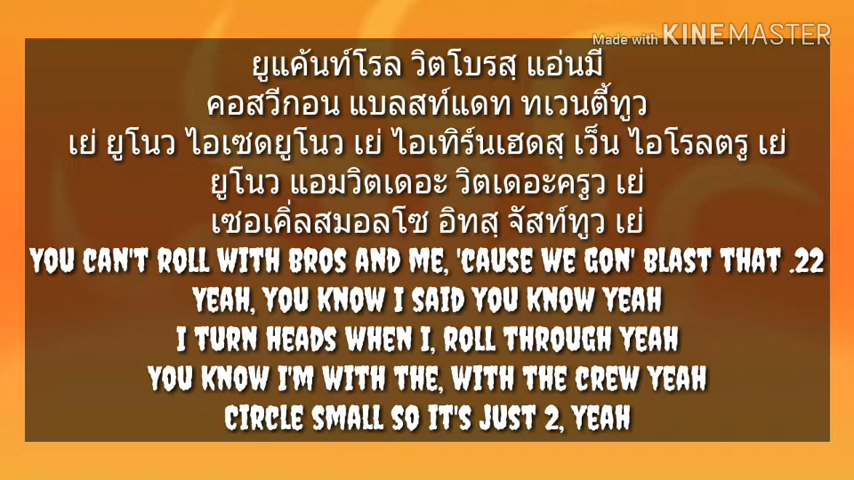 Made with KINEMASTER
ยูแค้นท์โรล วิตโบรสฺ แอ่นมี
คอสวีกอน แบลสท์แดท ทเวนตี้ทูว
เย่ ยูโนว ไอเซดยูโนว เย่ ไอเทิร์นเฮดสฺ เว็น ไอโรลตรู เย่
ยูโนว แอมวิตเดอะ วิตเดอะครูว เย่
เซอเคิ่ลสมอลโซ อิทสฺ จัสท์ทูว เย่
YOU CAN'T ROLL WITH BROS AND ME, 'CAUSE WE GON' BLAST THAT .22
YEAH, YOU KNOW I SAID YOU KNOW YEAH
I TURN HEADS WHEN I, ROLL THROUGH YEAH
YOU KNOW I'M WITH THE, WITH THE CREW YEAH
CIRCLE SMALL SO IT'S JUST 2, YEAH